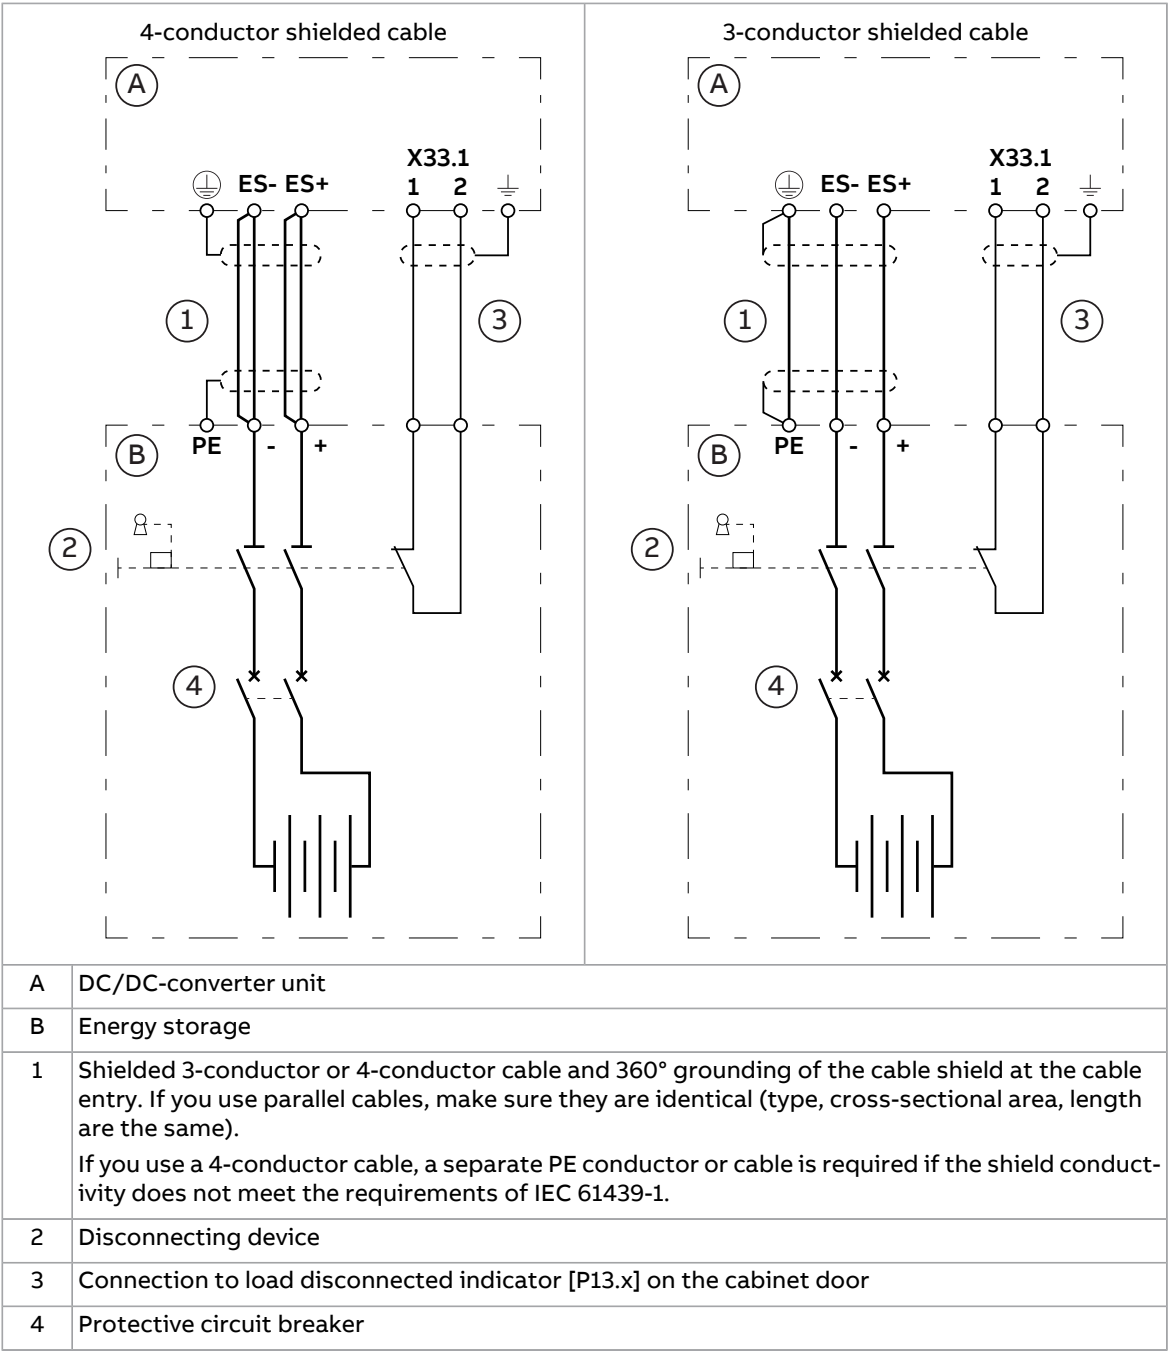 4-conductor shielded cable
A
X33.1
ES- ES+ 1 2
1
3
B
PE - +
2
4
3-conductor shielded cable
A
X33.1
ES- ES+ 1 2
1
3
B
PE - +
2
4
A DC/DC-converter unit
B Energy storage
1 Shielded 3-conductor or 4-conductor cable and 360° grounding of the cable shield at the cable
entry. If you use parallel cables, make sure they are identical (type, cross-sectional area, length
are the same).
If you use a 4-conductor cable, a separate PE conductor or cable is required if the shield conduct-
ivity does not meet the requirements of IEC 61439-1.
2 Disconnecting device
3 Connection to load disconnected indicator [P13.x] on the cabinet door
4 Protective circuit breaker